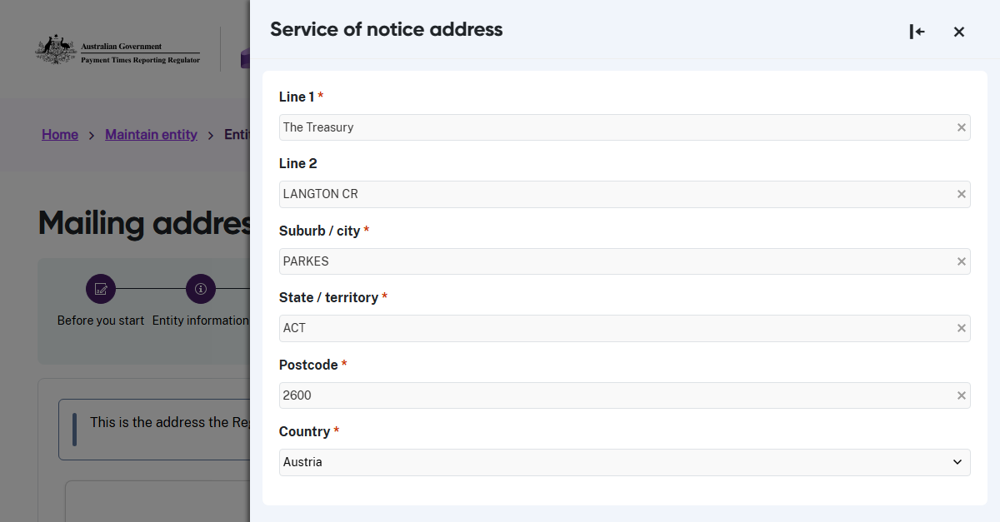 Australian Government
Payment Times Reporting Regulator
Home > Maintain entity > Enti
Mailing addres
Before you start Entity information
This is the address the Reg
Service of notice address
Line 1 *
The Treasury
Line 2
LANGTON CR
Suburb / city *
PARKES
State / territory *
ACT
Postcode *
2600
Country *
Austria